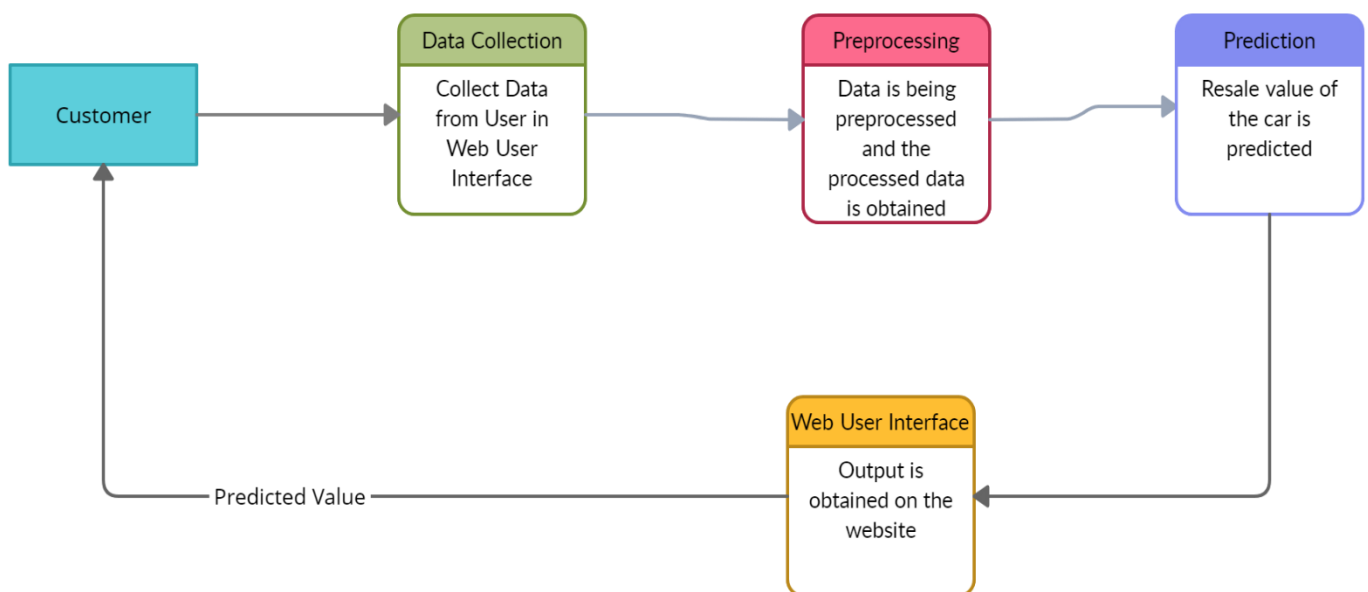 Customer
Data Collection
Collect Data
from User in
Web User
Interface
Preprocessing
Data is being
preprocessed
and the
processed data
is obtained
Prediction
Resale value of
the car is
predicted
Web User Interface
Output is
obtained on the
website
Predicted Value